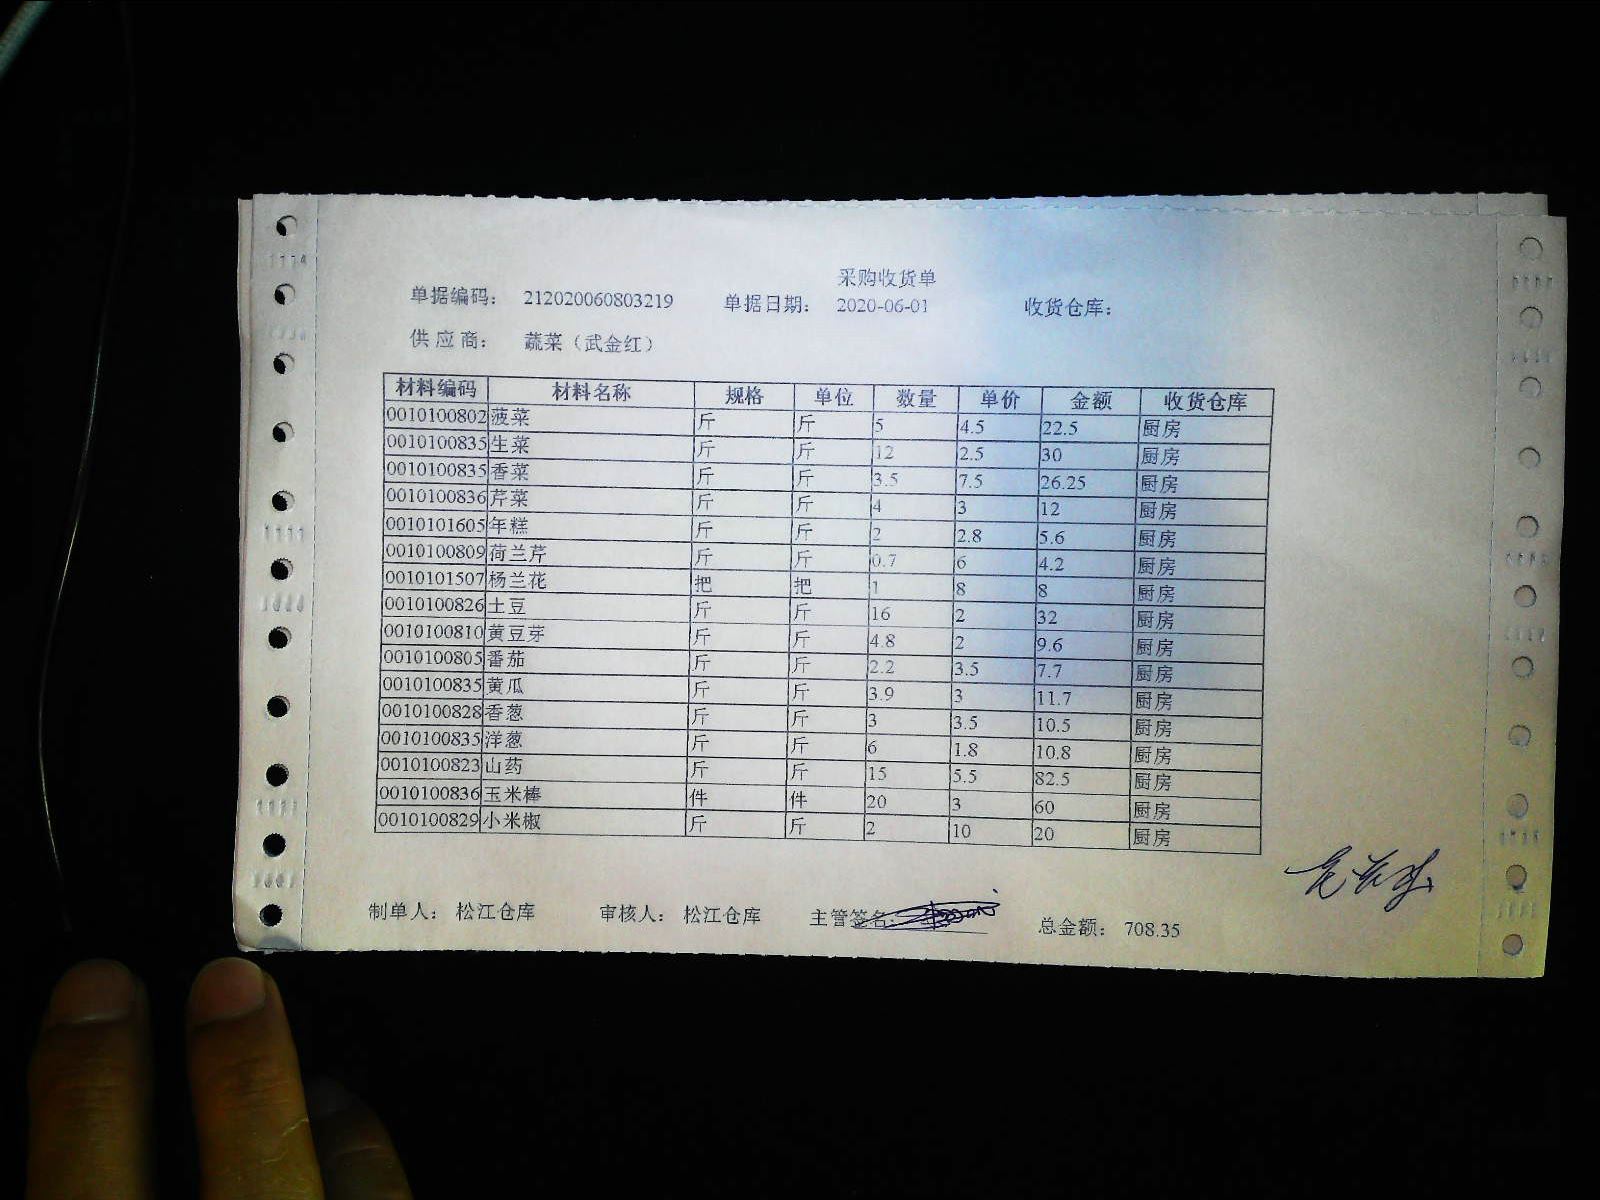 采购收货单
单据编码： 212020060803219 单据日期： 2020-06-01 收货仓库：
供应商： 蔬菜（武金红）
材料编码 材料名称 规格 单位 数量 单价 金额 收货仓库
0010100802 菠菜 斤 斤 5 4.5 22.5 厨房
0010100835 生菜 斤 斤 12 2.5 30 厨房
0010100835 香菜 斤 斤 3.5 7.5 26.25 厨房
0010100836 芹菜 斤 斤 4 3 12 厨房
0010101605 年糕 斤 斤 2 2.8 5.6 厨房
0010100809 荷兰芹 斤 斤 0.7 6 4.2 厨房
0010101507 杨兰花 把 把 1 8 8 厨房
0010100826 土豆 斤 斤 16 2 32 厨房
0010100810 黄豆芽 斤 斤 4.8 2 9.6 厨房
0010100805 番茄 斤 斤 2.2 3.5 7.7 厨房
0010100835 黄瓜 斤 斤 3.9 3 11.7 厨房
0010100828 香葱 斤 斤 3 3.5 10.5 厨房
0010100835 洋葱 斤 斤 6 1.8 10.8 厨房
0010100823 山药 斤 斤 15 5.5 82.5 厨房
0010100836 玉米棒 件 件 20 3 60 厨房
0010100829 小米椒 斤 斤 2 10 20 厨房
制单人： 松江仓库 审核人： 松江仓库 主管签名： 总金额： 708.35